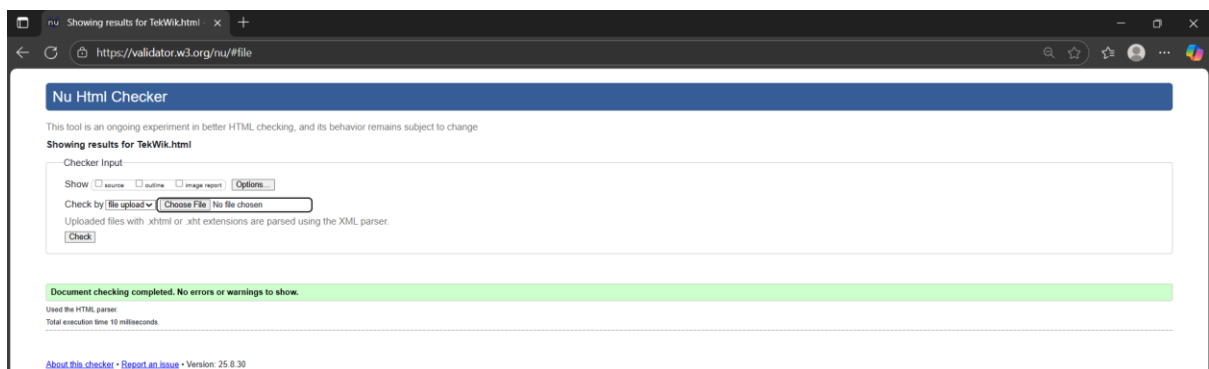 nu Showing results for TekWik.html -
https://validator.w3.org/nu/#file
Nu Html Checker
This tool is an ongoing experiment in better HTML checking, and its behavior remains subject to change
Showing results for TekWik.html
Checker Input
Show source outline image report Options...
Check by file upload Choose File No file chosen
Uploaded files with .xhtml or .xht extensions are parsed using the XML parser.
Check
Document checking completed. No errors or warnings to show.
Used the HTML parser.
Total execution time 10 milliseconds.
About this checker • Report an issue • Version: 25.8.30